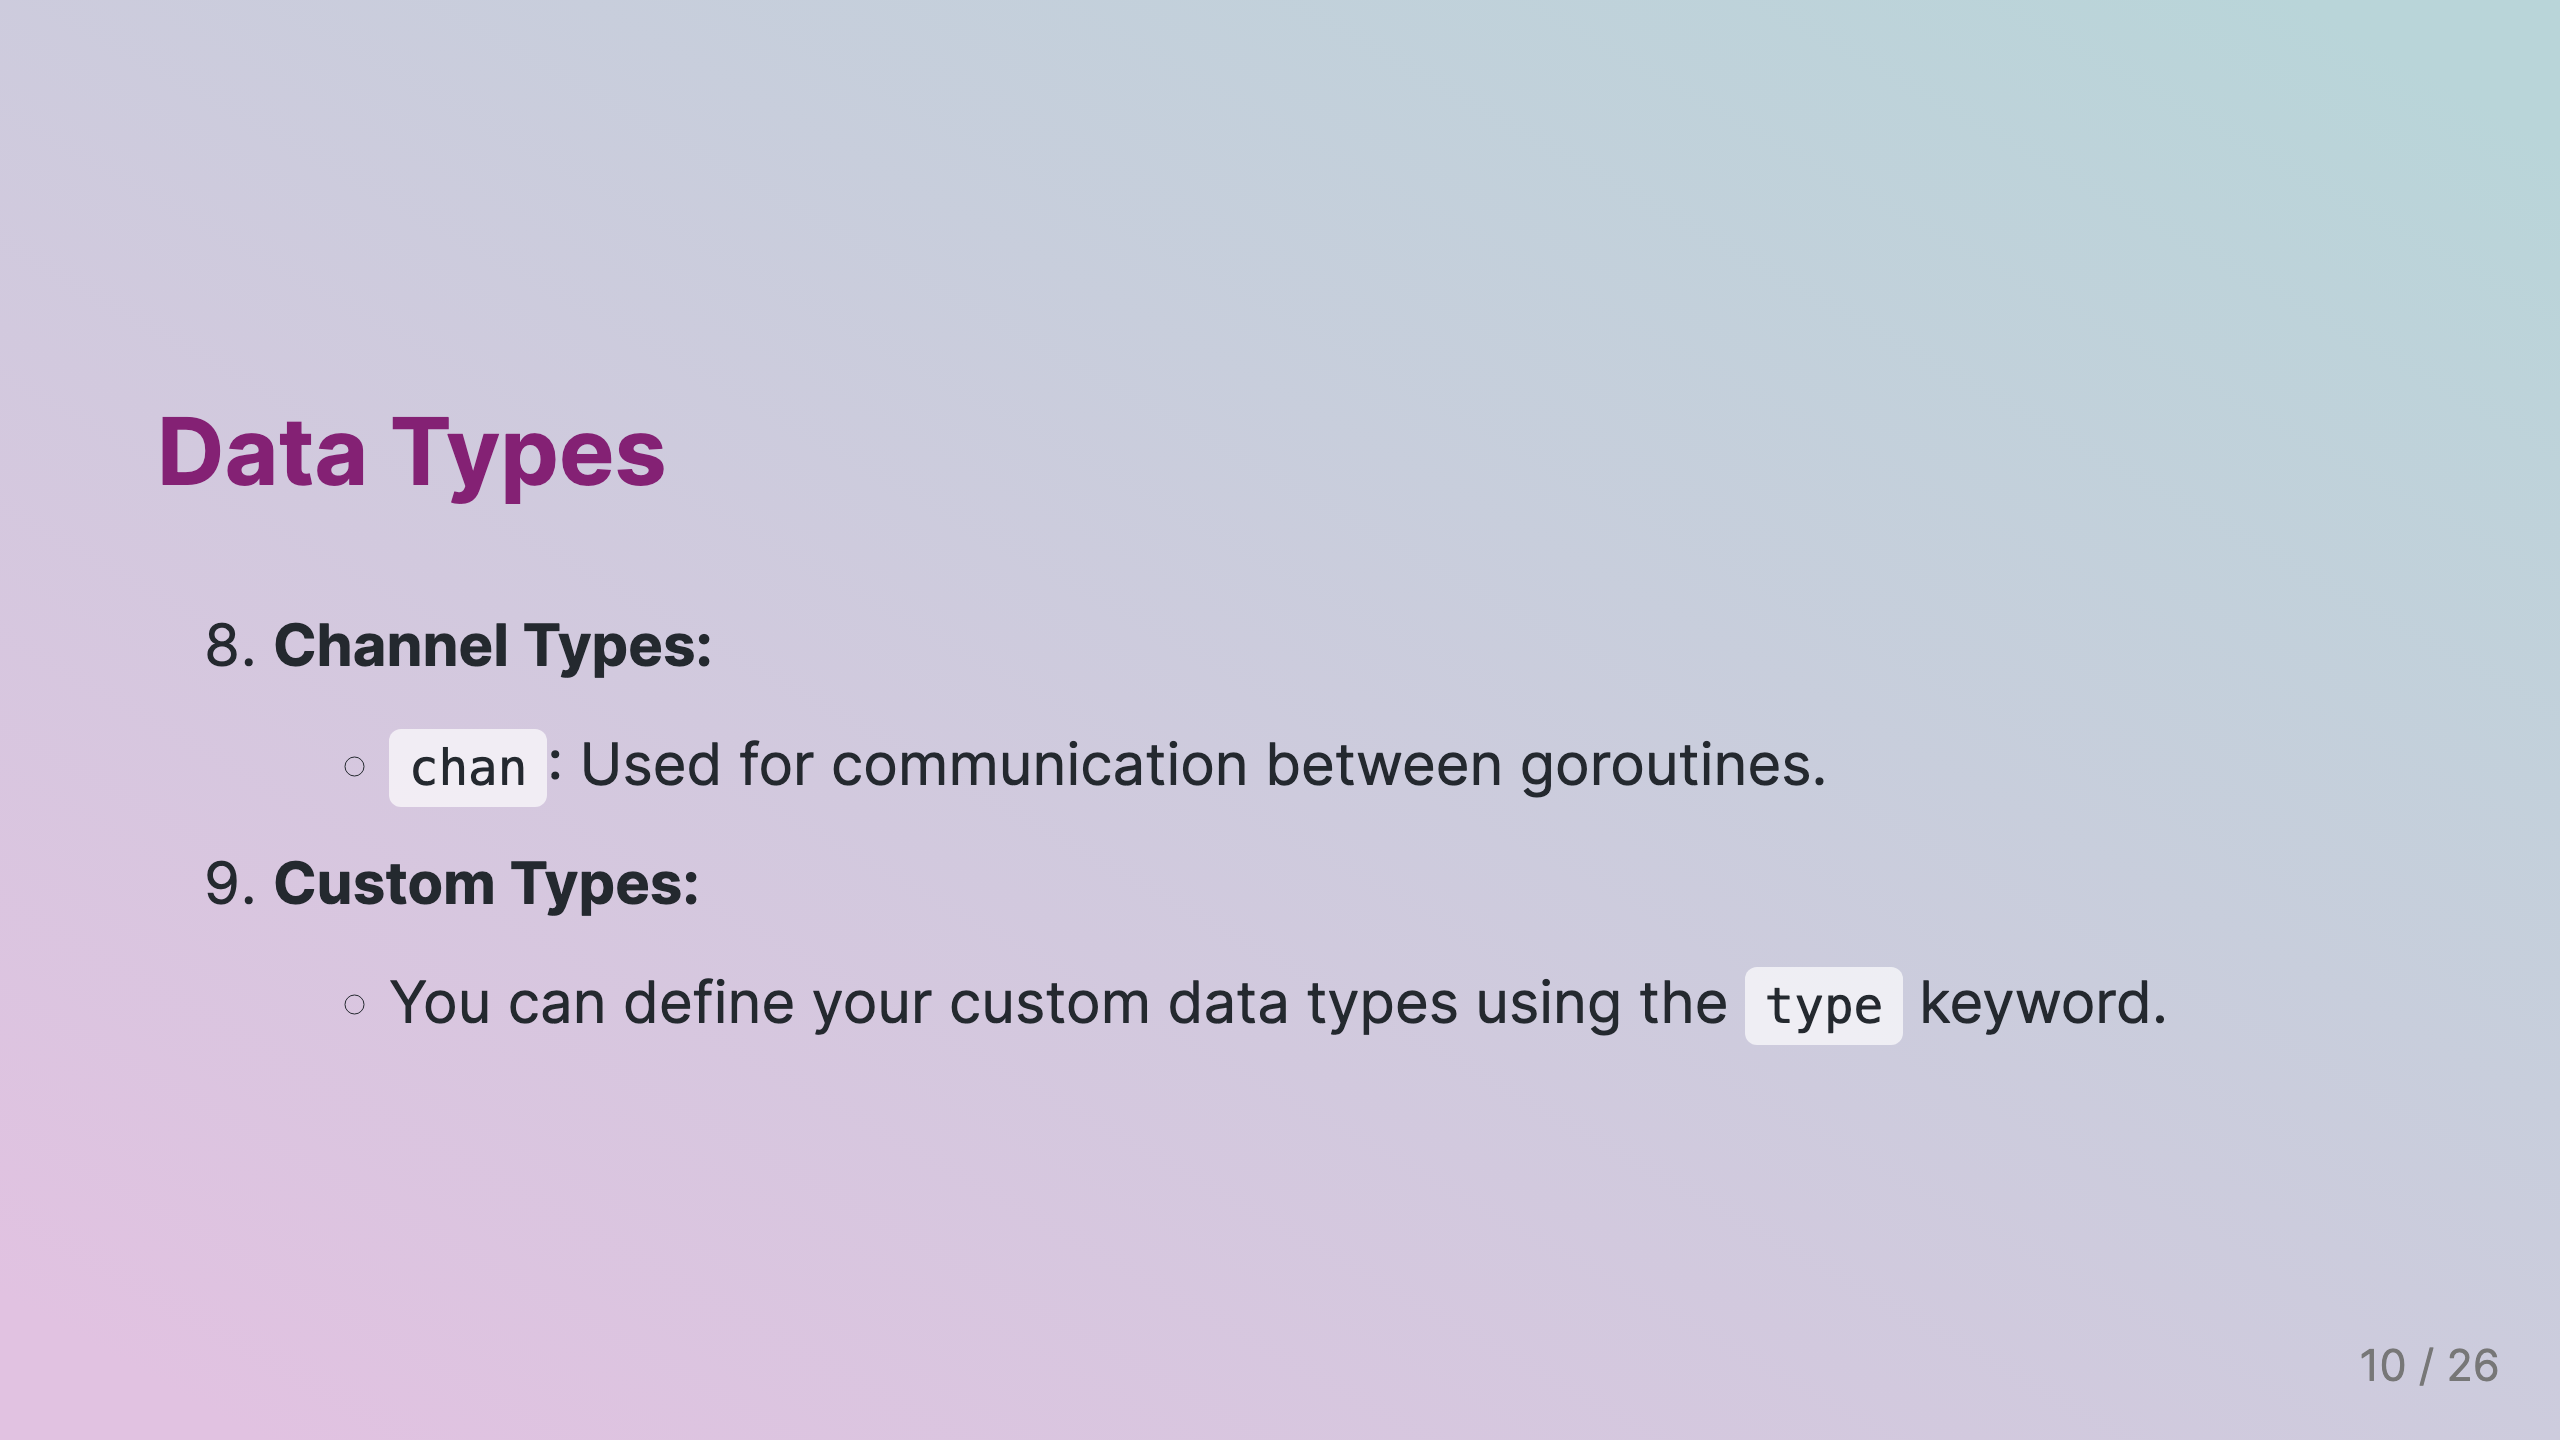 Data Types
8. Channel Types:
chan: Used for communication between goroutines.
9. Custom Types:
You can define your custom data types using the type keyword.
10 / 26